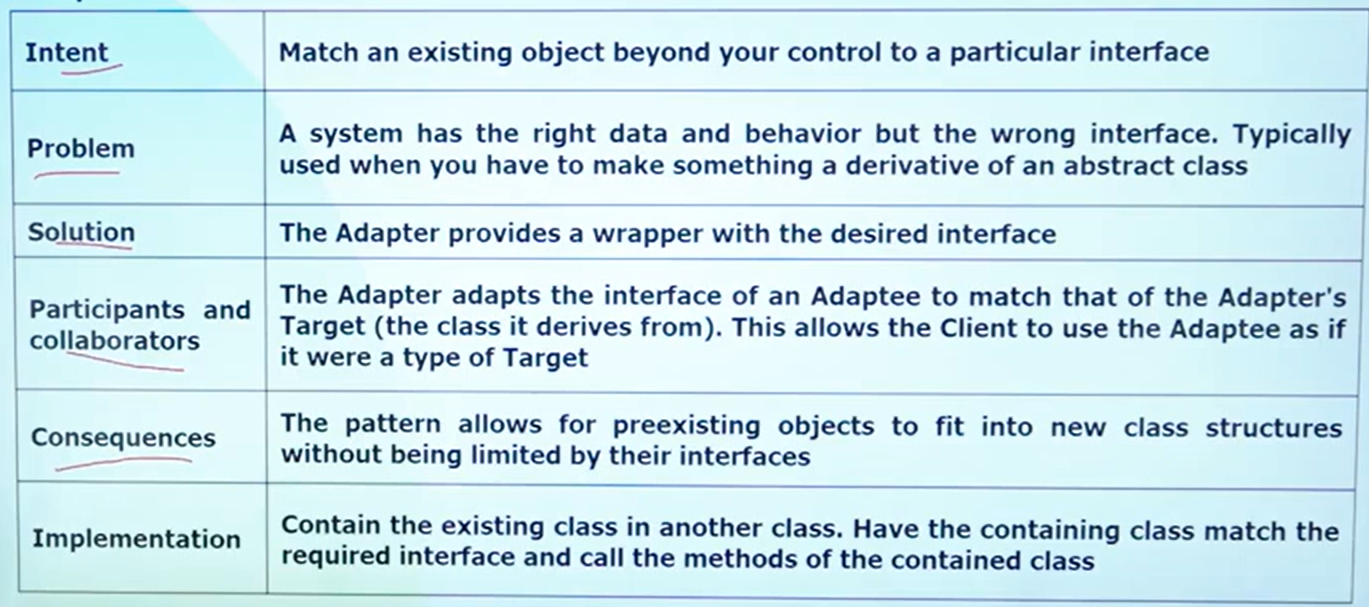 Intent
Match an existing object beyond your control to a particular interface
Problem
A system has the right data and behavior but the wrong interface. Typically
used when you have to make something a derivative of an abstract class
Solution
The Adapter provides a wrapper with the desired interface
Participants and
collaborators
The Adapter adapts the interface of an Adaptee to match that of the Adapter's
Target (the class it derives from). This allows the Client to use the Adaptee as if
it were a type of Target
Consequences
The pattern allows for preexisting objects to fit into new class structures
without being limited by their interfaces
Implementation
Contain the existing class in another class. Have the containing class match the
required interface and call the methods of the contained class